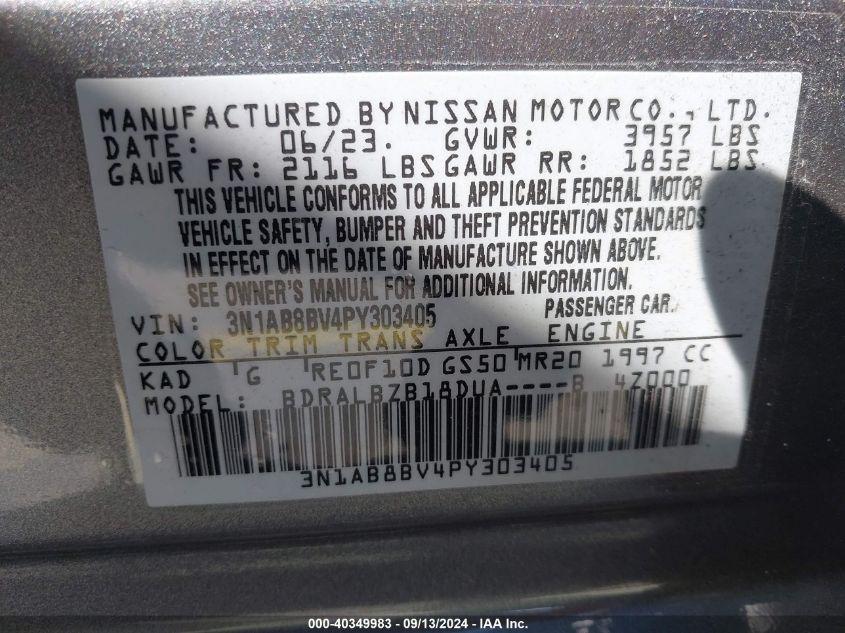 MANUFACTURED BY NISSAN MOTOR CO., LTD.
DATE: 06/23. GVWR: 3957 LBS
GAWR FR: 2116 LBS GAWR RR: 1852 LBS
THIS VEHICLE CONFORMS TO ALL APPLICABLE FEDERAL MOTOR
VEHICLE SAFETY, BUMPER AND THEFT PREVENTION STANDARDS
IN EFFECT ON THE DATE OF MANUFACTURE SHOWN ABOVE.
SEE OWNER'S MANUAL FOR ADDITIONAL INFORMATION.
VIN: 3N1AB8BV4PY303405 PASSENGER CAR.
COLOR TRIM TRANS AXLE ENGINE
KAD G RE0F10D GS50 MR20 1997 CC
MODEL: BDRALBZB18DUA----B 4Z000
3N1AB8BV4PY303405
000-40349983 - 09/13/2024 - IAA Inc.